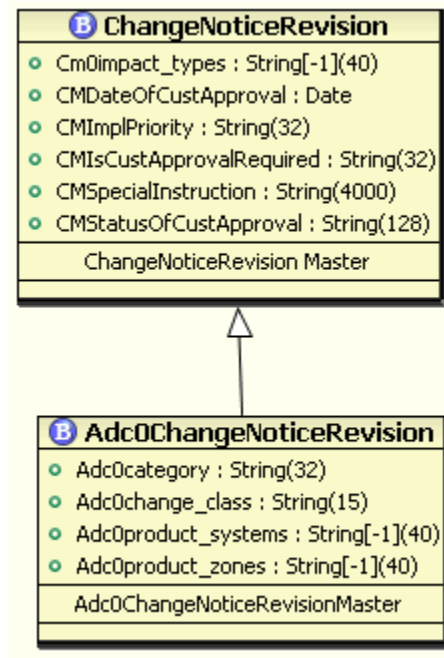 B ChangeNoticeRevision
Cm0impact_types : String[-1](40)
CMDateOfCustApproval : Date
CMImplPriority : String(32)
CMIsCustApprovalRequired : String(32)
CMSpecialInstruction : String(4000)
CMStatusOfCustApproval : String(128)
ChangeNoticeRevision Master
B Adc0ChangeNoticeRevision
Adc0category : String(32)
Adc0change_class : String(15)
Adc0product_systems : String[-1](40)
Adc0product_zones : String[-1](40)
Adc0ChangeNoticeRevisionMaster